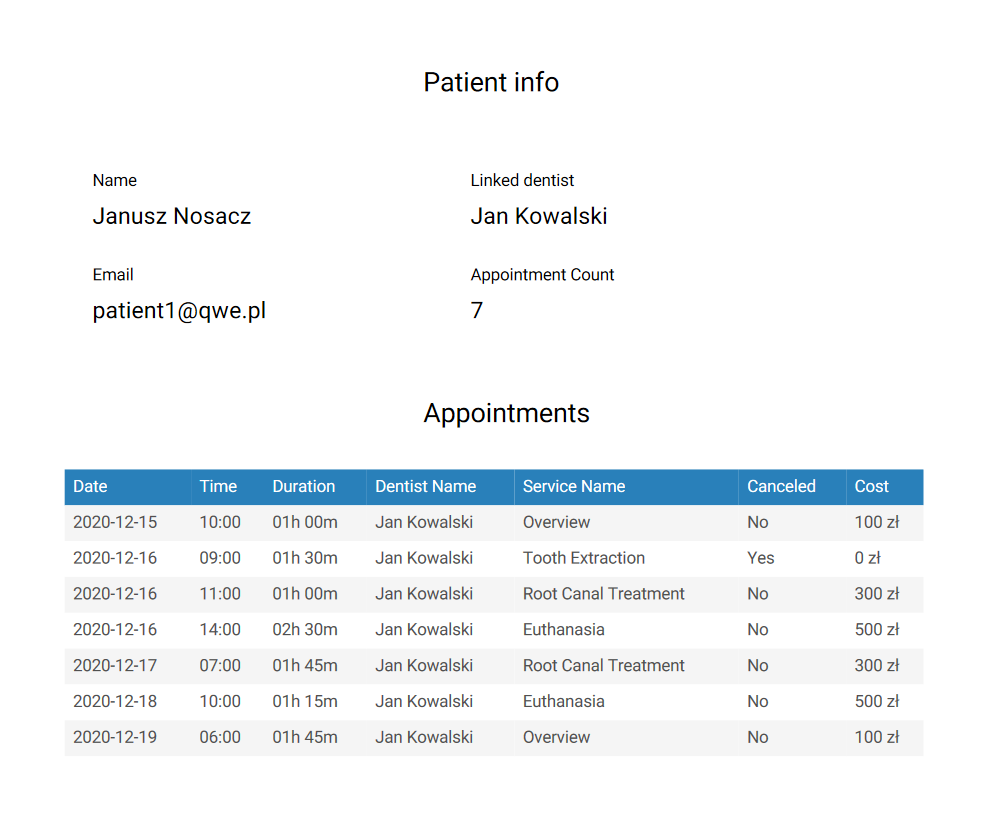 Patient info
Name Linked dentist
Janusz Nosacz Jan Kowalski
Email Appointment Count
patient1@qwe.pl 7
Appointments
Date Time Duration Dentist Name Service Name Canceled Cost
2020-12-15 10:00 01h 00m Jan Kowalski Overview No 100 zł
2020-12-16 09:00 01h 30m Jan Kowalski Tooth Extraction Yes 0 zł
2020-12-16 11:00 01h 00m Jan Kowalski Root Canal Treatment No 300 zł
2020-12-16 14:00 02h 30m Jan Kowalski Euthanasia No 500 zł
2020-12-17 07:00 01h 45m Jan Kowalski Root Canal Treatment No 300 zł
2020-12-18 10:00 01h 15m Jan Kowalski Euthanasia No 500 zł
2020-12-19 06:00 01h 45m Jan Kowalski Overview No 100 zł